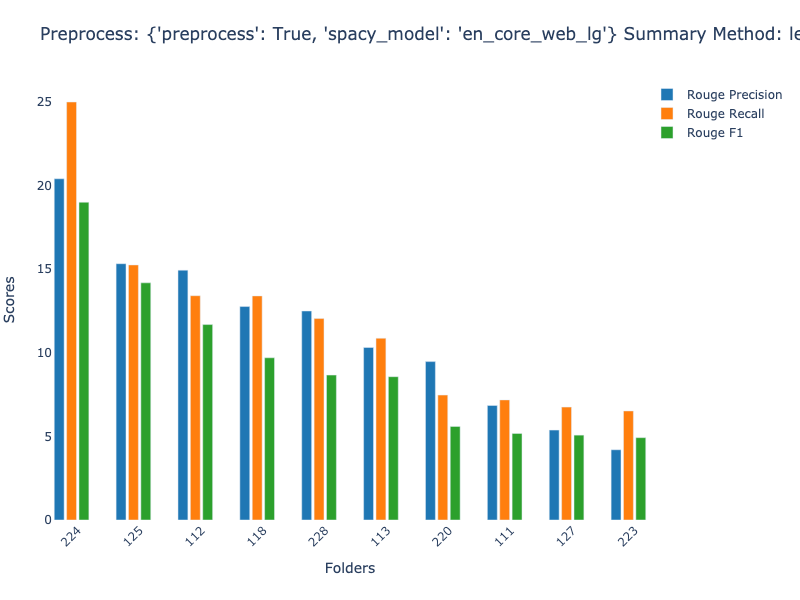 Preprocess: {'preprocess': True, 'spacy_model': 'en_core_web_lg'} Summary Method:
Rouge Precision
Rouge Recall
Rouge F1
25
20
15
10
5
0
Scores
224 125 112 118 228 113 220 111 127 223
Folders